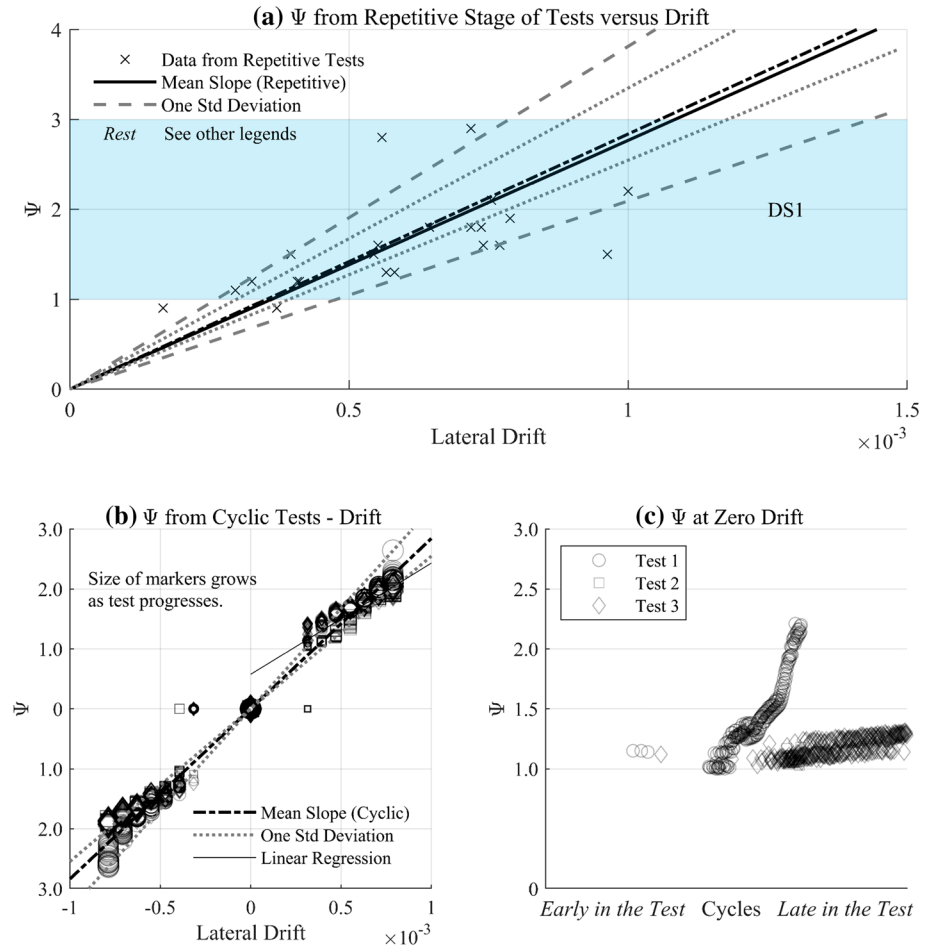 (a) Ψ from Repetitive Stage of Tests versus Drift
4
Data from Repetitive Tests
Mean Slope (Repetitive)
One Std Deviation
3
Rest See other legends
Ψ
2
DS1
1
0
0 0.5 1 1.5
Lateral Drift
×10⁻³
(b) Ψ from Cyclic Tests - Drift
3.0
Size of markers grows
as test progresses.
2.0
1.0
Ψ
0
1.0
Mean Slope (Cyclic)
2.0
One Std Deviation
Linear Regression
3.0
-1 -0.5 0 0.5 1
Lateral Drift
×10⁻³
(c) Ψ at Zero Drift
3.0
Test 1
Test 2
2.5
Test 3
2.0
Ψ
1.5
1.0
0
Early in the Test Cycles Late in the Test